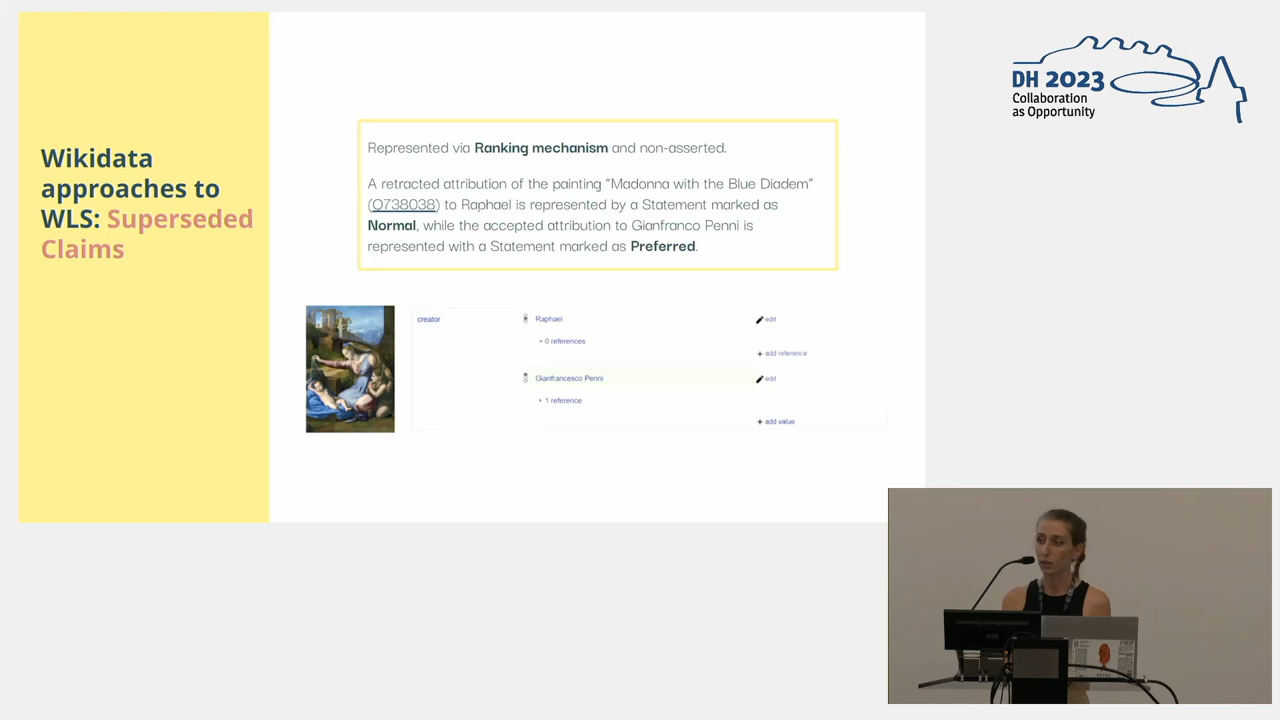 Wikidata
approaches to
WLS: Superseded
Claims
Represented via Ranking mechanism and non-asserted.
A retracted attribution of the painting “Madonna with the Blue Diadem”
(Q738038) to Raphael is represented by a Statement marked as
Normal, while the accepted attribution to Gianfranco Penni is
represented with a Statement marked as Preferred.
creator
Raphael
edit
0 references
+ add reference
Gianfrancesco Penni
edit
1 reference
+ add value
DH 2023
Collaboration
as Opportunity